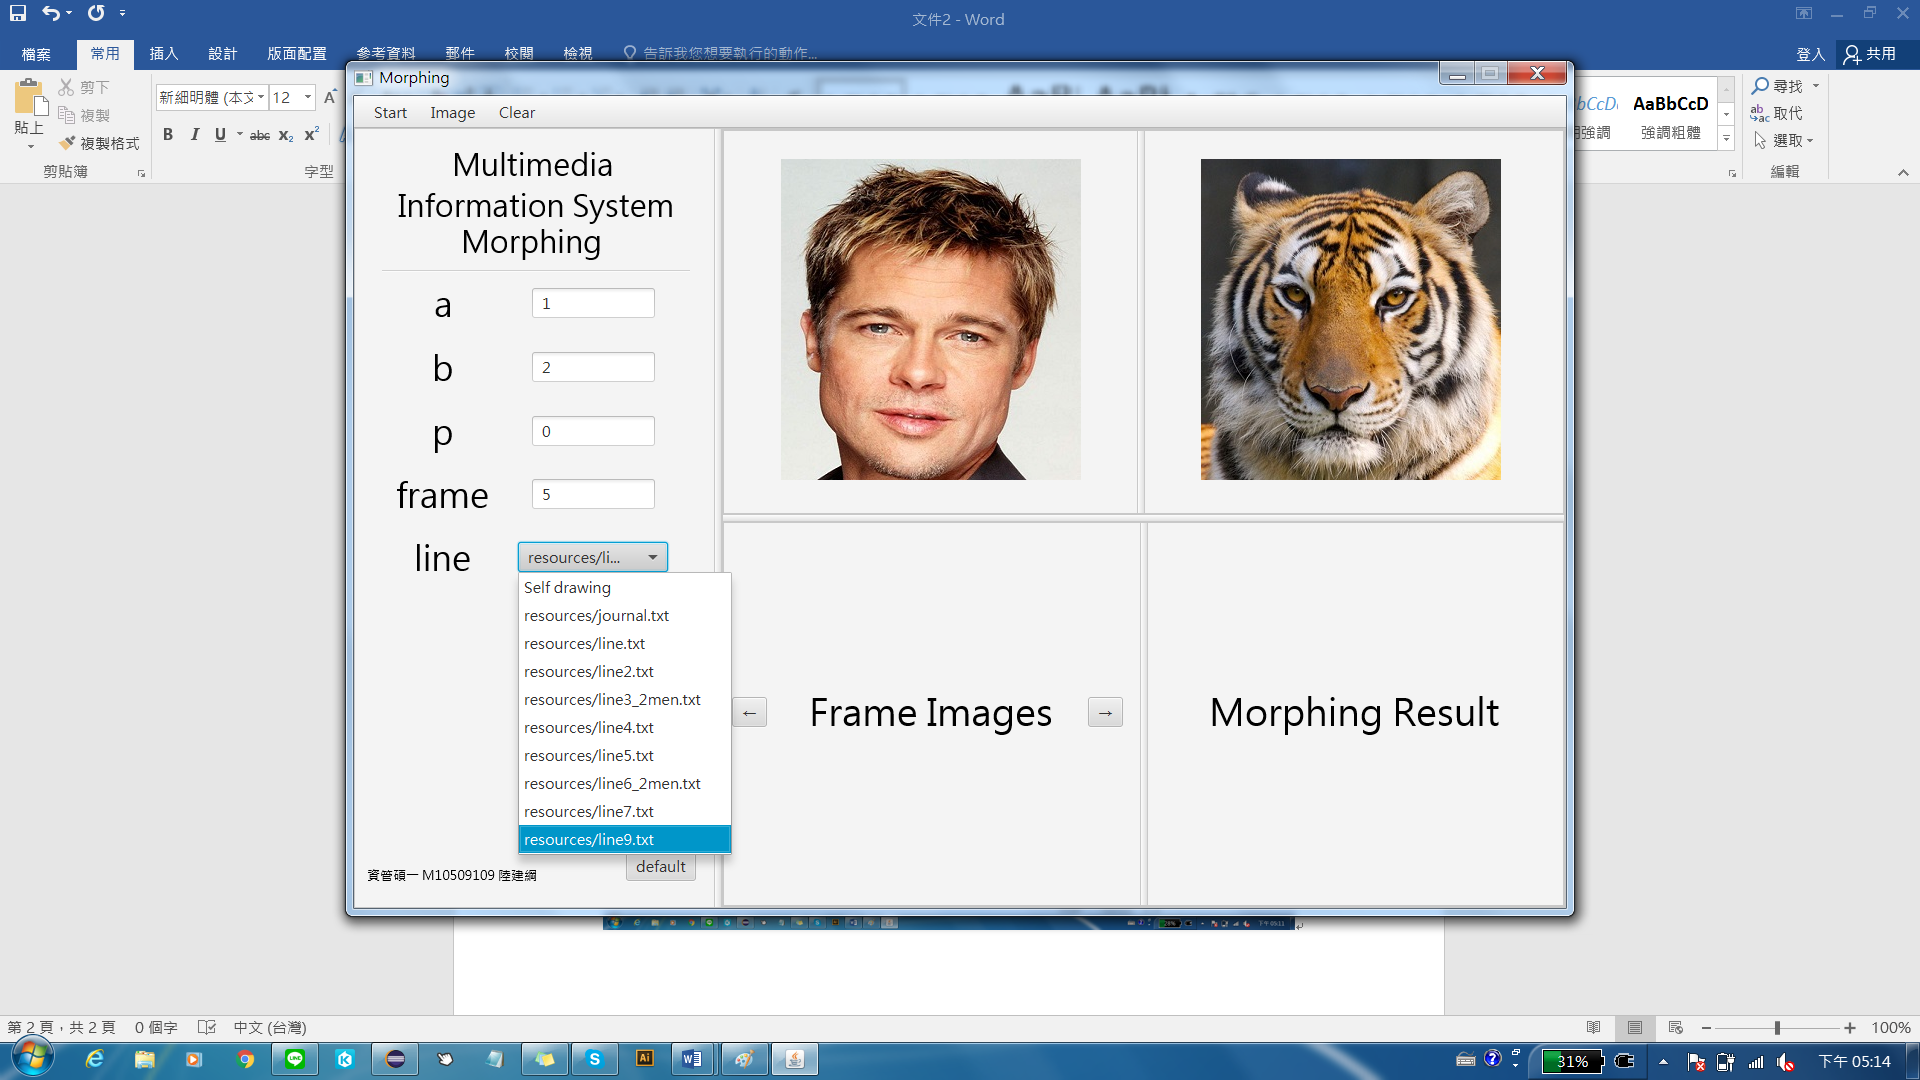 文件2 - Word
檔案 常用 插入 設計 版面配置 參考資料 郵件 校閱 檢視 告訴我您想要執行的動作...
登入 共用
貼上
剪下
複製
複製格式
剪貼簿
新細明體 (本文 12 A
B I U abc X₂ X²
字型
AaBbCcD
強調粗體
尋找
取代
選取
編輯
Morphing
Start Image Clear
Multimedia
Information System
Morphing
a 1
b 2
p 0
frame 5
line resources/li...
Self drawing
resources/journal.txt
resources/line.txt
resources/line2.txt
resources/line3_2men.txt
resources/line4.txt
resources/line5.txt
resources/line6_2men.txt
resources/line7.txt
resources/line9.txt
default
資管碩一 M10509109 陸建綱
← Frame Images →
Morphing Result
第 2 頁，共 2 頁 0 個字 中文 (台灣)
100%
31%
下午 05:14